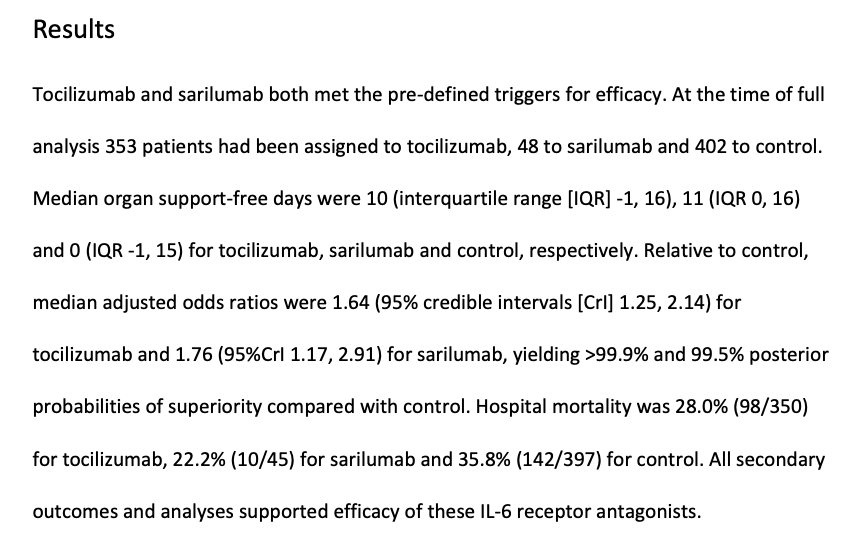 Results
Tocilizumab and sarilumab both met the pre-defined triggers for efficacy. At the time of full
analysis 353 patients had been assigned to tocilizumab, 48 to sarilumab and 402 to control.
Median organ support-free days were 10 (interquartile range [IQR] -1, 16), 11 (IQR 0, 16)
and 0 (IQR -1, 15) for tocilizumab, sarilumab and control, respectively. Relative to control,
median adjusted odds ratios were 1.64 (95% credible intervals [CrI] 1.25, 2.14) for
tocilizumab and 1.76 (95%CrI 1.17, 2.91) for sarilumab, yielding >99.9% and 99.5% posterior
probabilities of superiority compared with control. Hospital mortality was 28.0% (98/350)
for tocilizumab, 22.2% (10/45) for sarilumab and 35.8% (142/397) for control. All secondary
outcomes and analyses supported efficacy of these IL-6 receptor antagonists.